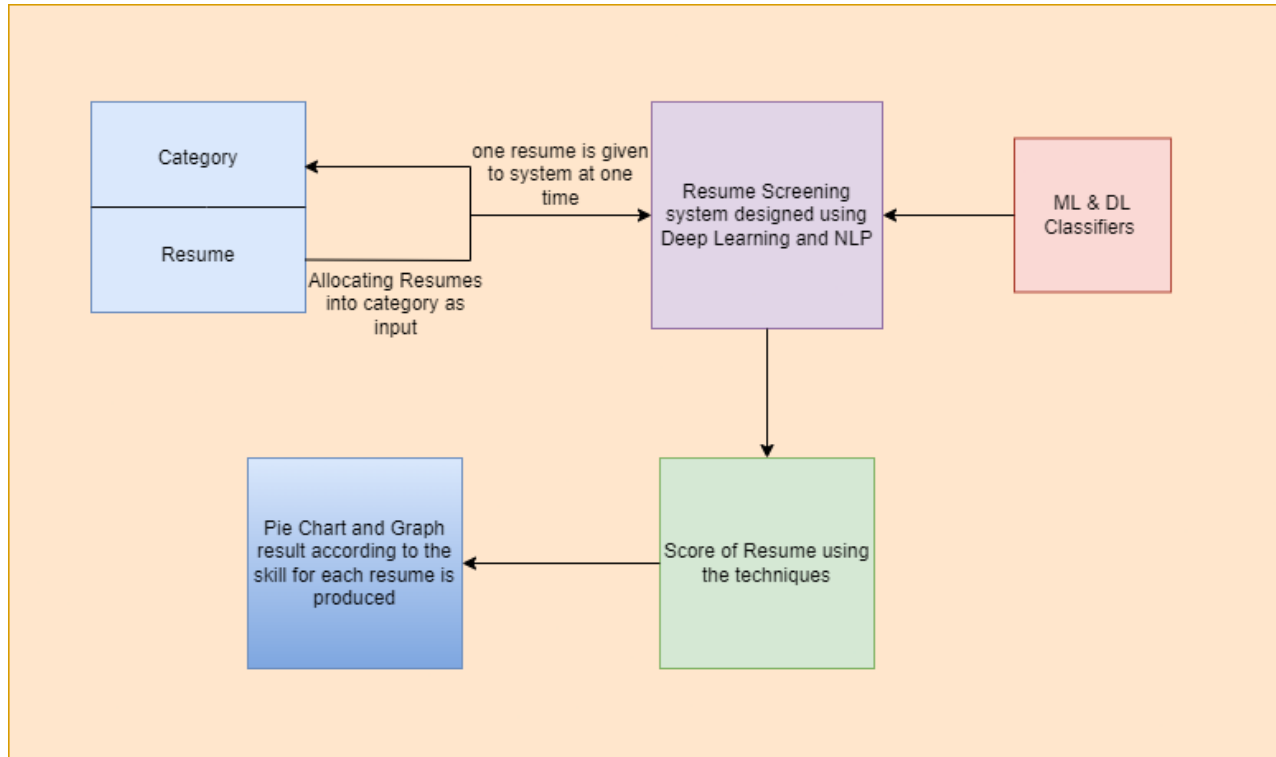 Category
Resume
one resume is given
to system at one
time
Allocating Resumes
into category as
input
Resume Screening
system designed using
Deep Learning and NLP
ML & DL
Classifiers
Pie Chart and Graph
result according to the
skill for each resume is
produced
Score of Resume using
the techniques